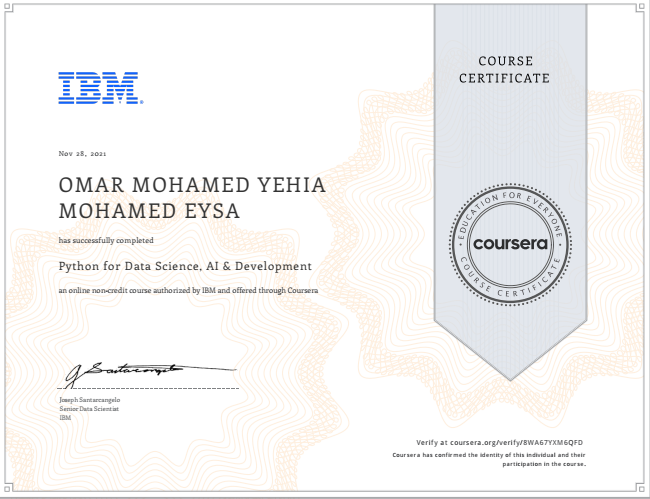 COURSE
CERTIFICATE
IBM®
Nov 28, 2021
OMAR MOHAMED YEHIA
MOHAMED EYSA
has successfully completed
Python for Data Science, AI & Development
an online non-credit course authorized by IBM and offered through Coursera
EDUCATION FOR EVERYONE
coursera
COURSE CERTIFICATE
J Santarcangelo
Joseph Santarcangelo
Senior Data Scientist
IBM
Verify at coursera.org/verify/8WA67YXM6QFD
Coursera has confirmed the identity of this individual and their
participation in the course.